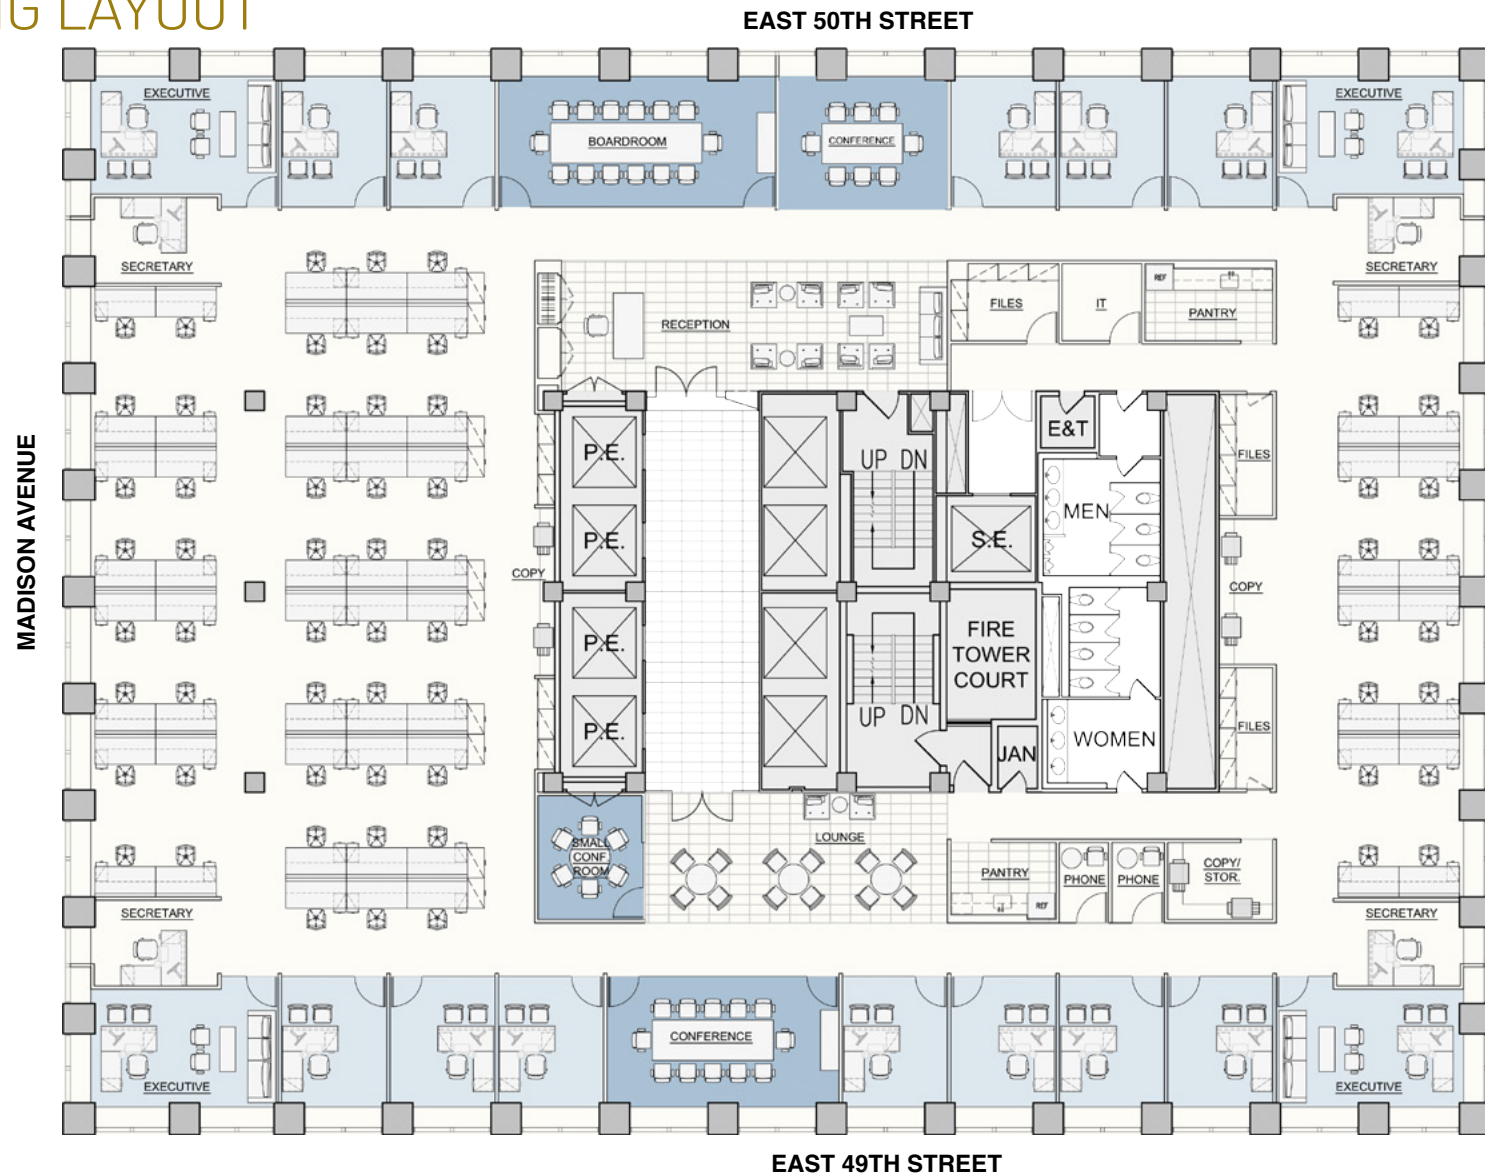 G LAYOUT
EAST 50TH STREET
EXECUTIVE
EXECUTIVE
BOARDROOM
CONFERENCE
SECRETARY
SECRETARY
RECEPTION
FILES
IT
REF
PANTRY
MADISON AVENUE
P.E.
UP DN
E&T
FILES
MEN
P.E.
S.E.
COPY
COPY
P.E.
FIRE
TOWER
COURT
P.E.
UP DN
JAN
WOMEN
FILES
LOUNGE
SMALL
CONF.
ROOM
PANTRY
REF
PHONE
PHONE
COPY/
STOR.
SECRETARY
SECRETARY
CONFERENCE
EXECUTIVE
EXECUTIVE
EAST 49TH STREET